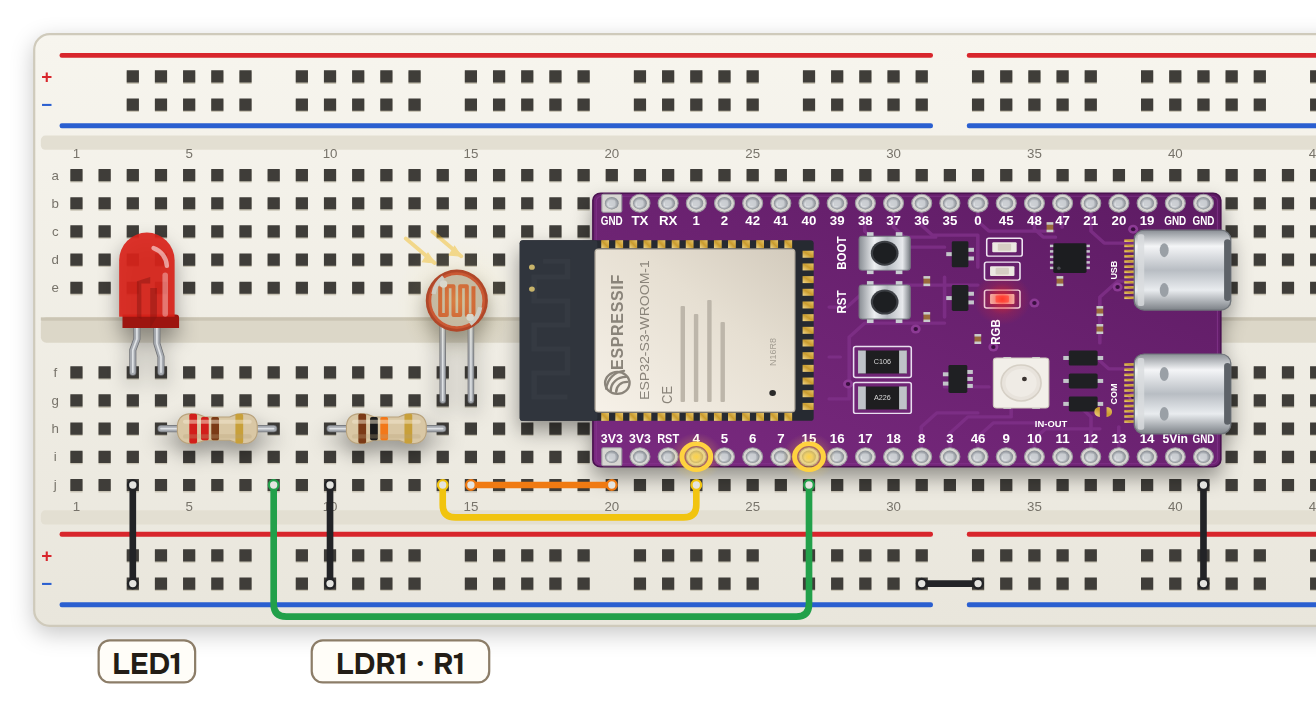 +
−
1 5 10 15 20 25 30 35 40 4
a
b
c
d
e
f
g
h
i
j
GND TX RX 1 2 42 41 40 39 38 37 36 35 0 45 48 47 21 20 19 GND GND
BOOT
RST
RGB
USB
COM
ESPRESSIF
ESP32-S3-WROOM-1
CE
N16R8
C106
A226
IN-OUT
3V3 3V3 RST 4 5 6 7 15 16 17 18 8 3 46 9 10 11 12 13 14 5Vin GND
1 5 10 15 20 25 30 35 40 4
+
−
LED1
LDR1 · R1